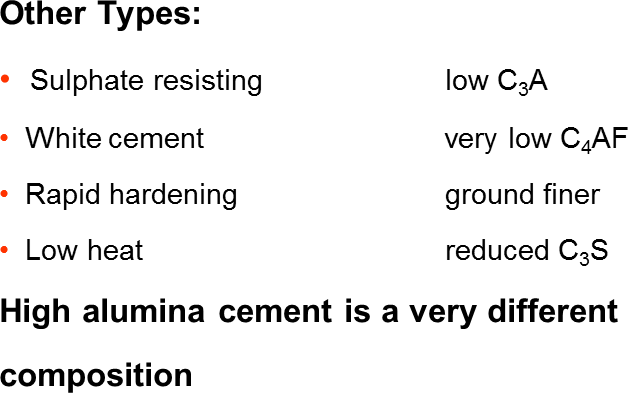 Other Types:
• Sulphate resisting low C₃A
• White cement very low C₄AF
• Rapid hardening ground finer
• Low heat reduced C₃S
High alumina cement is a very different
composition